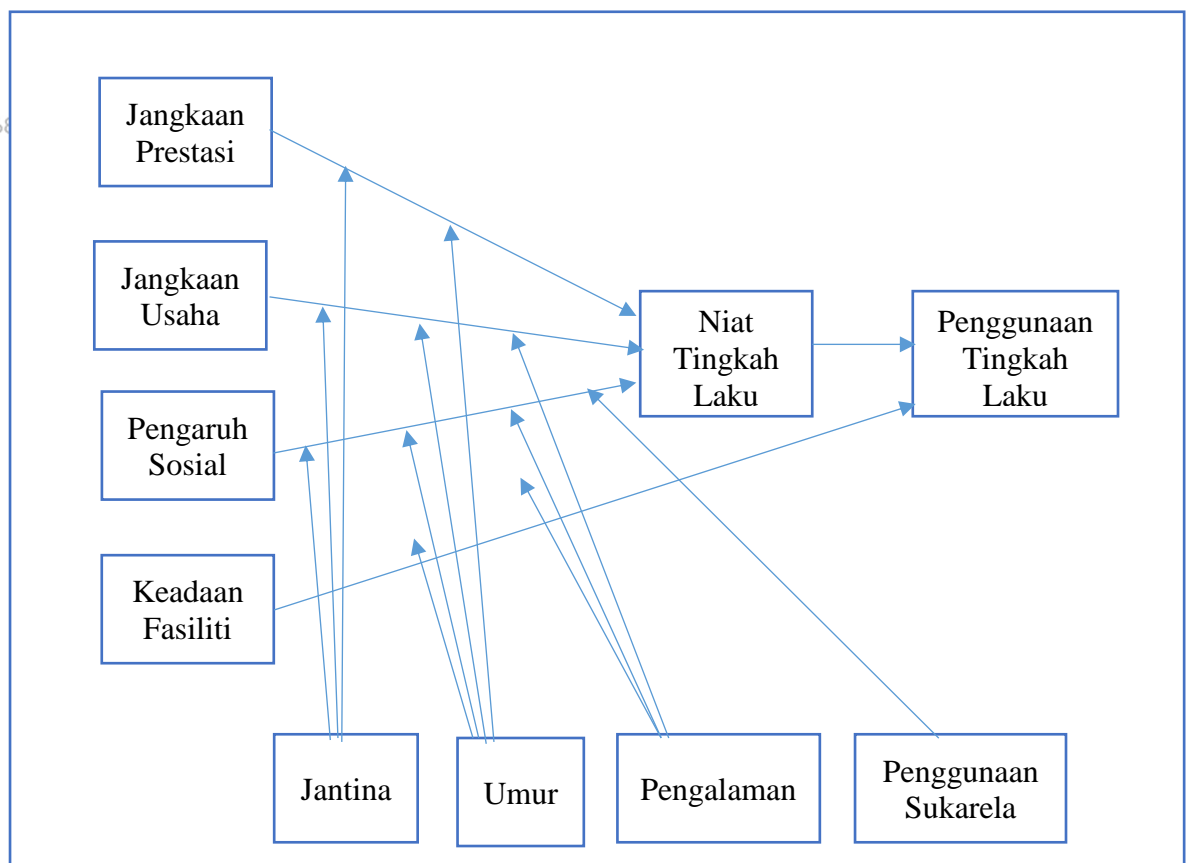 Jangkaan
Prestasi
Jangkaan
Usaha
Pengaruh
Sosial
Keadaan
Fasiliti
Niat
Tingkah
Laku
Penggunaan
Tingkah
Laku
Jantina
Umur
Pengalaman
Penggunaan
Sukarela